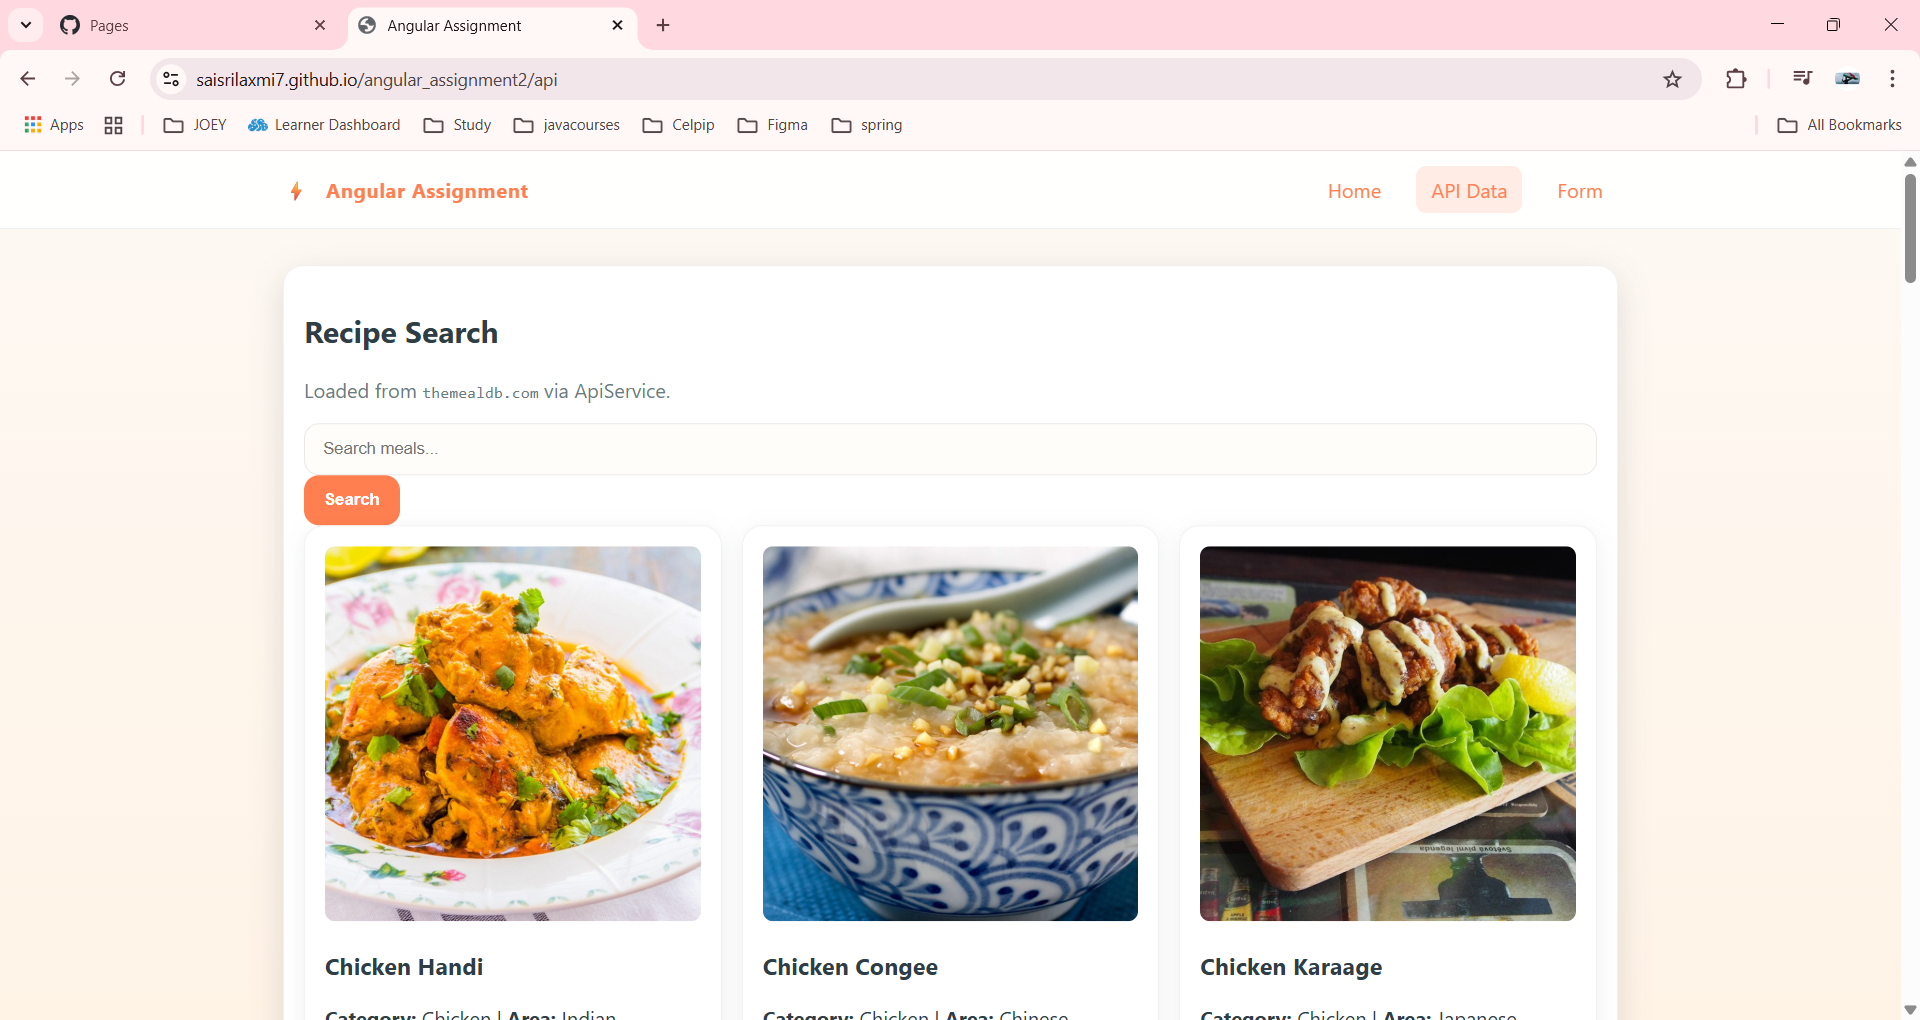 Pages
Angular Assignment
saisrilaxmi7.github.io/angular_assignment2/api
Apps
JOEY
Learner Dashboard
Study
javacourses
Celpip
Figma
spring
All Bookmarks
Angular Assignment
Home
API Data
Form
Recipe Search
Loaded from themealdb.com via ApiService.
Search meals...
Search
Chicken Handi
Chicken Congee
Chicken Karaage
Category: Chicken | Area: Indian
Category: Chicken | Area: Chinese
Category: Chicken | Area: Japanese